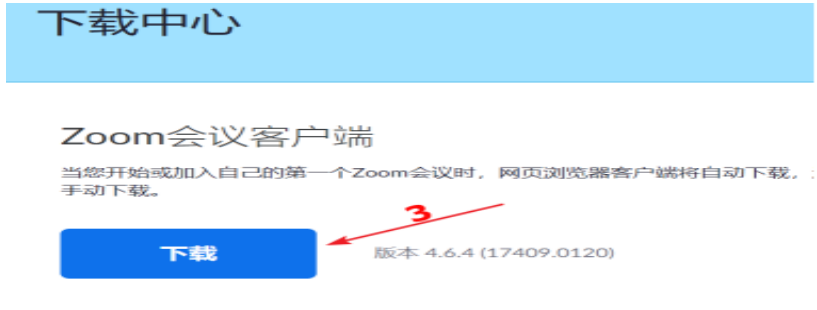 下载中心
Zoom会议客户端
当您开始或加入自己的第一个Zoom会议时，网页浏览器客户端将自动下载，
手动下载。
3
下载
版本 4.6.4 (17409.0120)